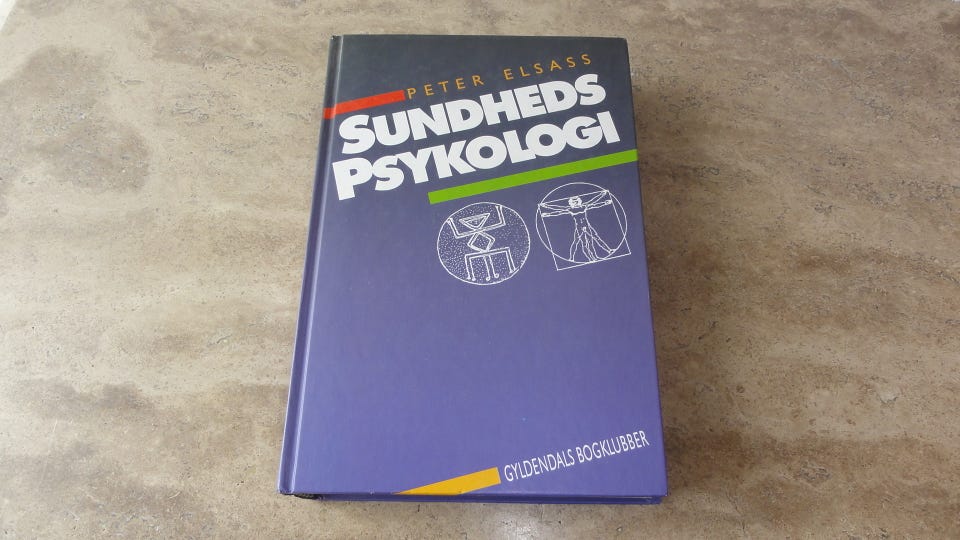 PETER ELSASS
SUNDHEDS
PSYKOLOGI
GYLDENDALS BOGKLUBBER